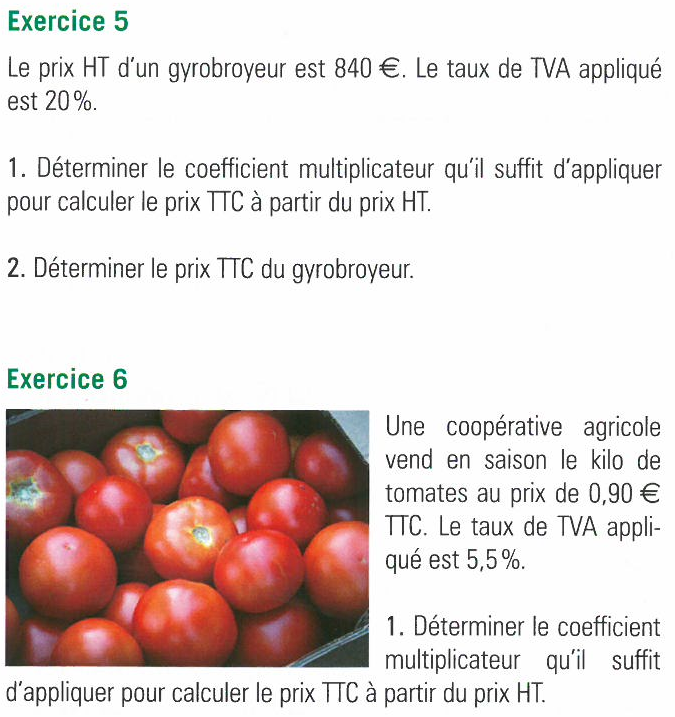 Exercice 5
Le prix HT d'un gyrobroyeur est 840 €. Le taux de TVA appliqué
est 20 %.
1. Déterminer le coefficient multiplicateur qu'il suffit d'appliquer
pour calculer le prix TTC à partir du prix HT.
2. Déterminer le prix TTC du gyrobroyeur.
Exercice 6
Une coopérative agricole
vend en saison le kilo de
tomates au prix de 0,90 €
TTC. Le taux de TVA appli-
qué est 5,5 %.
1. Déterminer le coefficient
multiplicateur qu'il suffit
d'appliquer pour calculer le prix TTC à partir du prix HT.